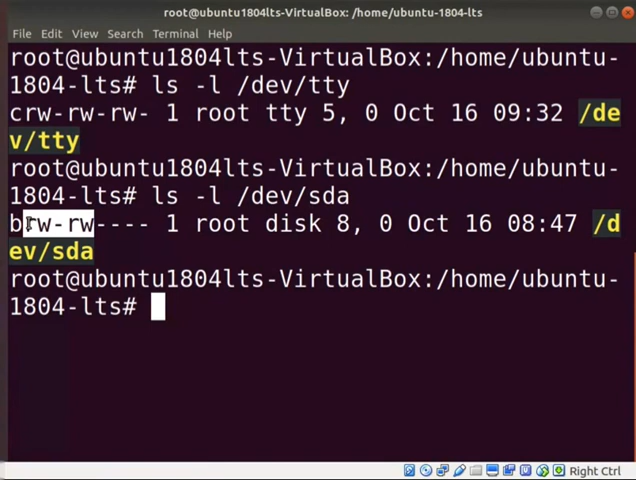 root@ubuntu1804lts-VirtualBox: /home/ubuntu-1804-lts
File Edit View Search Terminal Help
root@ubuntu1804lts-VirtualBox:/home/ubuntu-
1804-lts# ls -l /dev/tty
crw-rw-rw- 1 root tty 5, 0 Oct 16 09:32 /de
v/tty
root@ubuntu1804lts-VirtualBox:/home/ubuntu-
1804-lts# ls -l /dev/sda
brw-rw---- 1 root disk 8, 0 Oct 16 08:47 /d
ev/sda
root@ubuntu1804lts-VirtualBox:/home/ubuntu-
1804-lts#
Right Ctrl